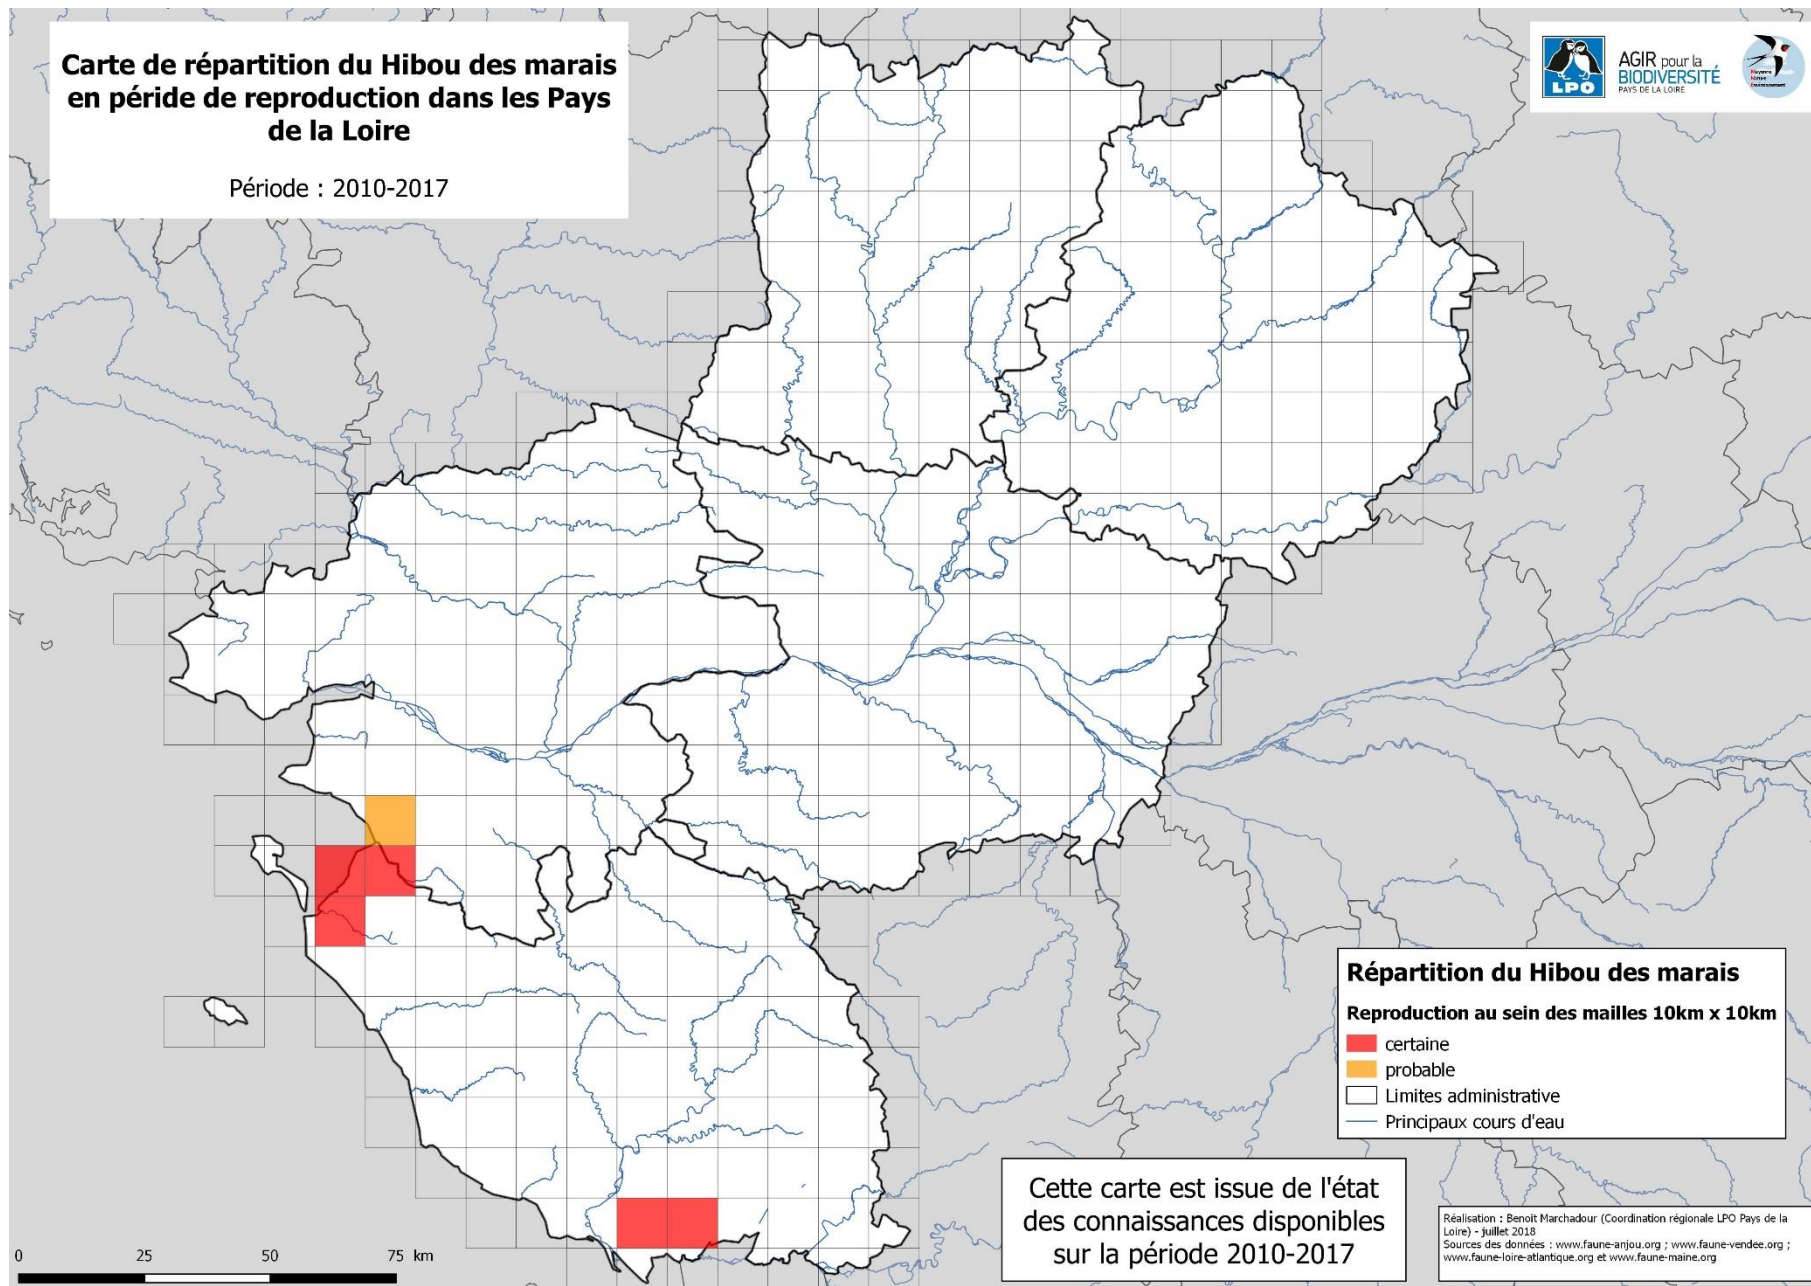 Carte de répartition du Hibou des marais
en péride de reproduction dans les Pays
de la Loire
Période : 2010-2017
LPO
AGIR pour la
BIODIVERSITÉ
PAYS DE LA LOIRE
Mayenne
Nature
Environnement
Répartition du Hibou des marais
Reproduction au sein des mailles 10km x 10km
certaine
probable
Limites administrative
Principaux cours d'eau
Cette carte est issue de l'état
des connaissances disponibles
sur la période 2010-2017
Réalisation : Benoit Marchadour (Coordination régionale LPO Pays de la
Loire) - juillet 2018
Sources des données : www.faune-anjou.org ; www.faune-vendee.org ;
www.faune-loire-atlantique.org et www.faune-maine.org
0 25 50 75 km